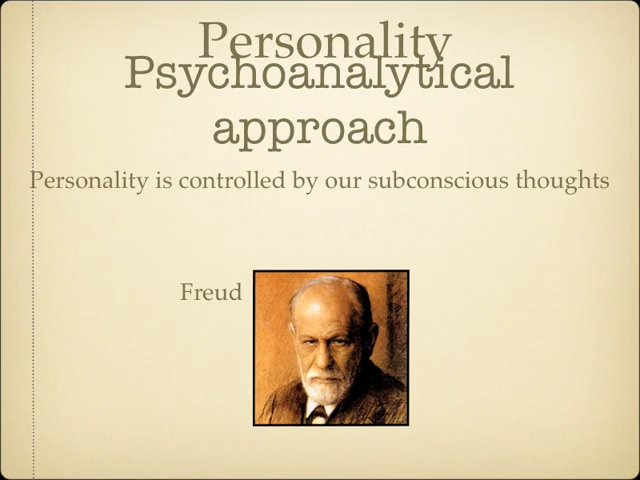 Personality
Psychoanalytical
approach
Personality is controlled by our subconscious thoughts
Freud